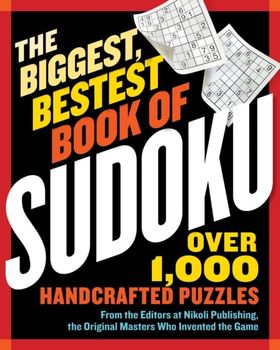 THE
BIGGEST,
BESTEST
BOOK OF
SUDOKU
OVER
1,000
HANDCRAFTED PUZZLES
From the Editors at Nikoli Publishing,
the Original Masters Who Invented the Game